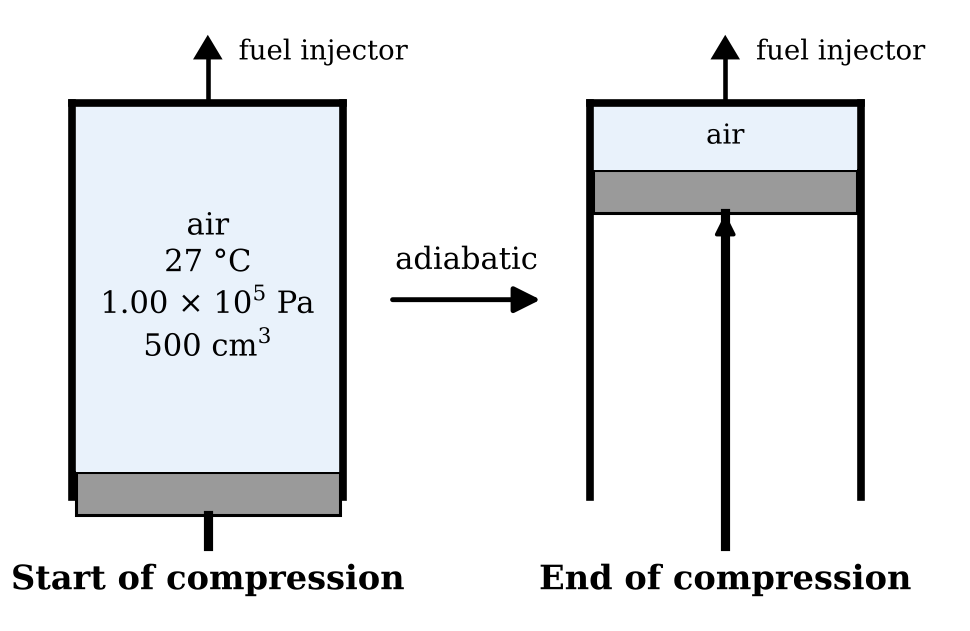 fuel injector
air
27 °C
1.00 × 10⁵ Pa
500 cm³
Start of compression
adiabatic
fuel injector
air
End of compression